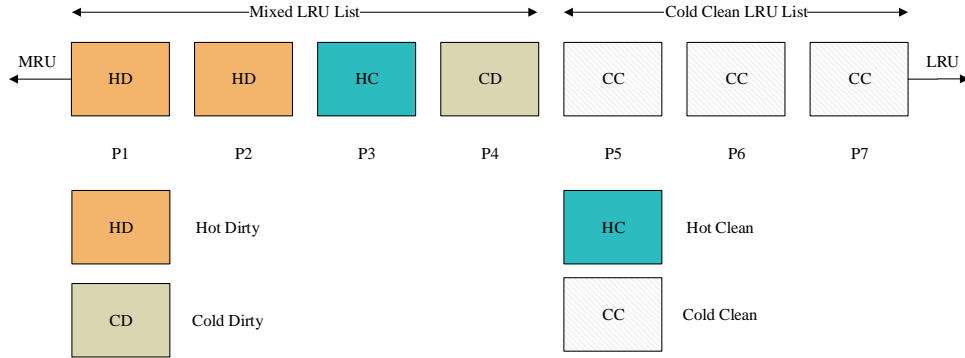 Mixed LRU List
Cold Clean LRU List
MRU
HD
HD
HC
CD
CC
CC
CC
LRU
P1
P2
P3
P4
P5
P6
P7
HD
Hot Dirty
HC
Hot Clean
CD
Cold Dirty
CC
Cold Clean